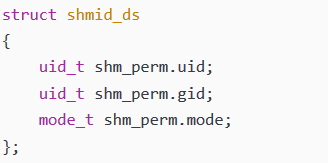 struct shmid_ds
{
    uid_t shm_perm.uid;
    uid_t shm_perm.gid;
    mode_t shm_perm.mode;
};